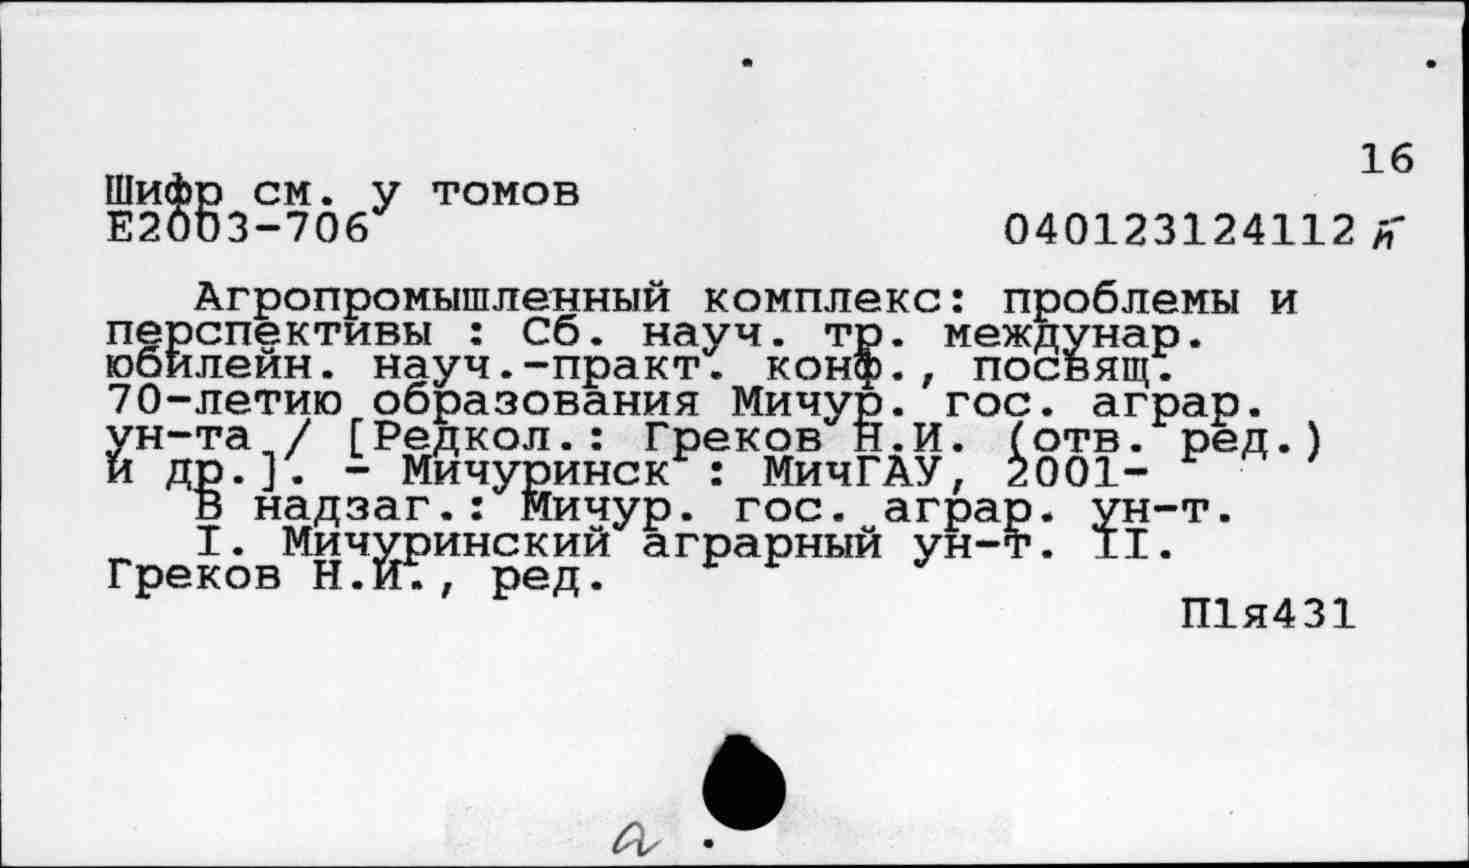 16
Шифр см. у томов
Е2003-706
040123124112 й
Агропромышленный комплекс: проблемы и
перспективы : Сб. науч. тр. междунар.
юбилейн. науч.-практ. конф., посвящ.
70-летию образования Мичур. гос. аграр.
ун-та / [Редкол.: Греков Н.И. (отв. ред.)
и др.]. - Мичуринск : МичГАУ, 2001-
В надзаг.: Мичур. гос. аграр. ун-т.
I. Мичуринский аграрный ун-т. II.
Греков Н.И., ред.
П1я431
а